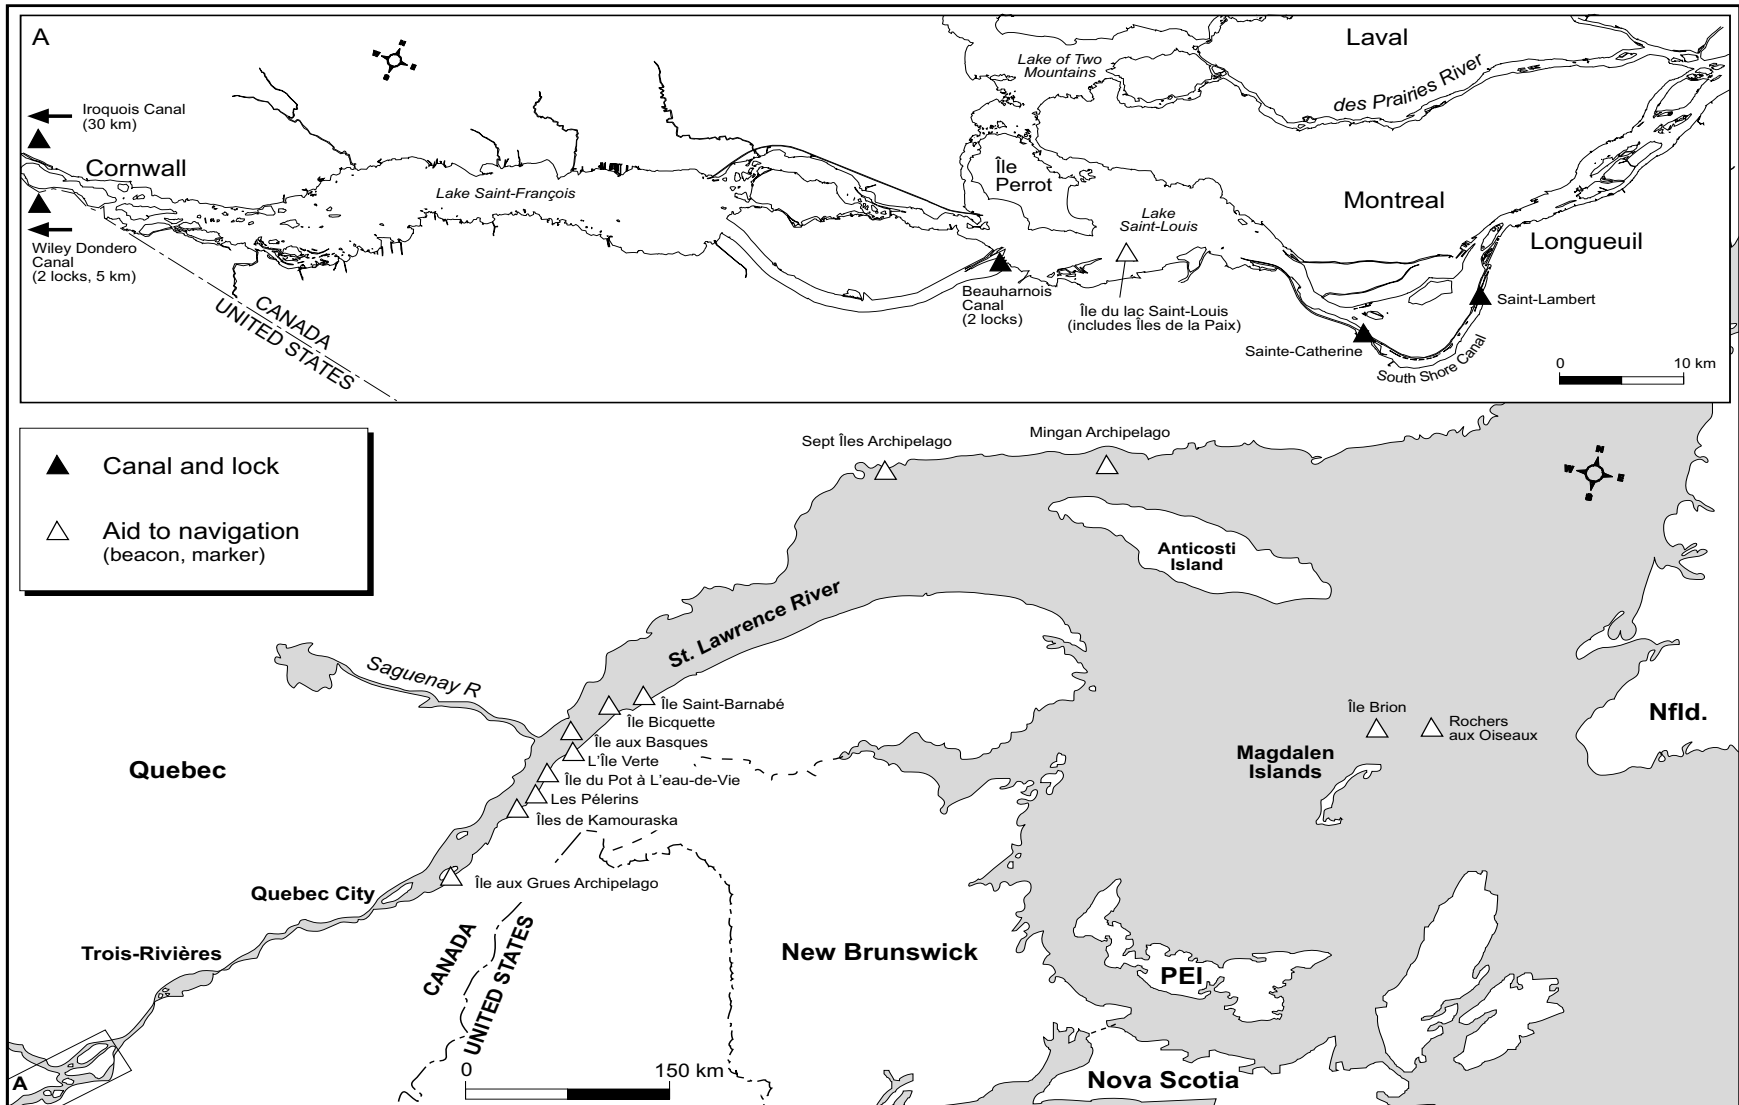 A
Iroquois Canal
(30 km)
Cornwall
Wiley Dondero
Canal
(2 locks, 5 km)
CANADA
UNITED STATES
Lake Saint-François
Lake of Two
Mountains
Laval
des Prairies River
Île
Perrot
Lake
Saint-Louis
Montreal
Longueuil
Beauharnois
Canal
(2 locks)
Île du lac Saint-Louis
(includes Îles de la Paix)
Saint-Lambert
Sainte-Catherine
South Shore Canal
0 10 km
Canal and lock
Aid to navigation
(beacon, marker)
Sept Îles Archipelago
Mingan Archipelago
N
W
E
S
Anticosti
Island
St. Lawrence River
Saguenay R
Île Saint-Barnabé
Île Bicquette
Île aux Basques
L'Île Verte
Île du Pot à L'eau-de-Vie
Les Pélerins
Îles de Kamouraska
Île aux Grues Archipelago
Île Brion
Rochers
aux Oiseaux
Magdalen
Islands
Nfld.
Quebec
Quebec City
Trois-Rivières
CANADA
UNITED STATES
New Brunswick
PEI
Nova Scotia
A
0 150 km